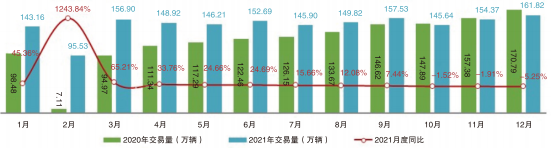 1243.84%
143.16 95.53 156.90 148.92 146.21 152.69 145.90 149.82 157.53 145.64 154.37 161.82
45.36% 65.21% 33.76% 24.66% 24.69% 15.66% 12.08% 7.44% -1.52% -1.91% -5.25%
98.48 7.11 94.97 111.34 117.29 122.46 126.15 133.67 146.62 147.89 157.38 170.79
1月 2月 3月 4月 5月 6月 7月 8月 9月 10月 11月 12月
2020年交易量（万辆） 2021年交易量（万辆） 2021月度同比